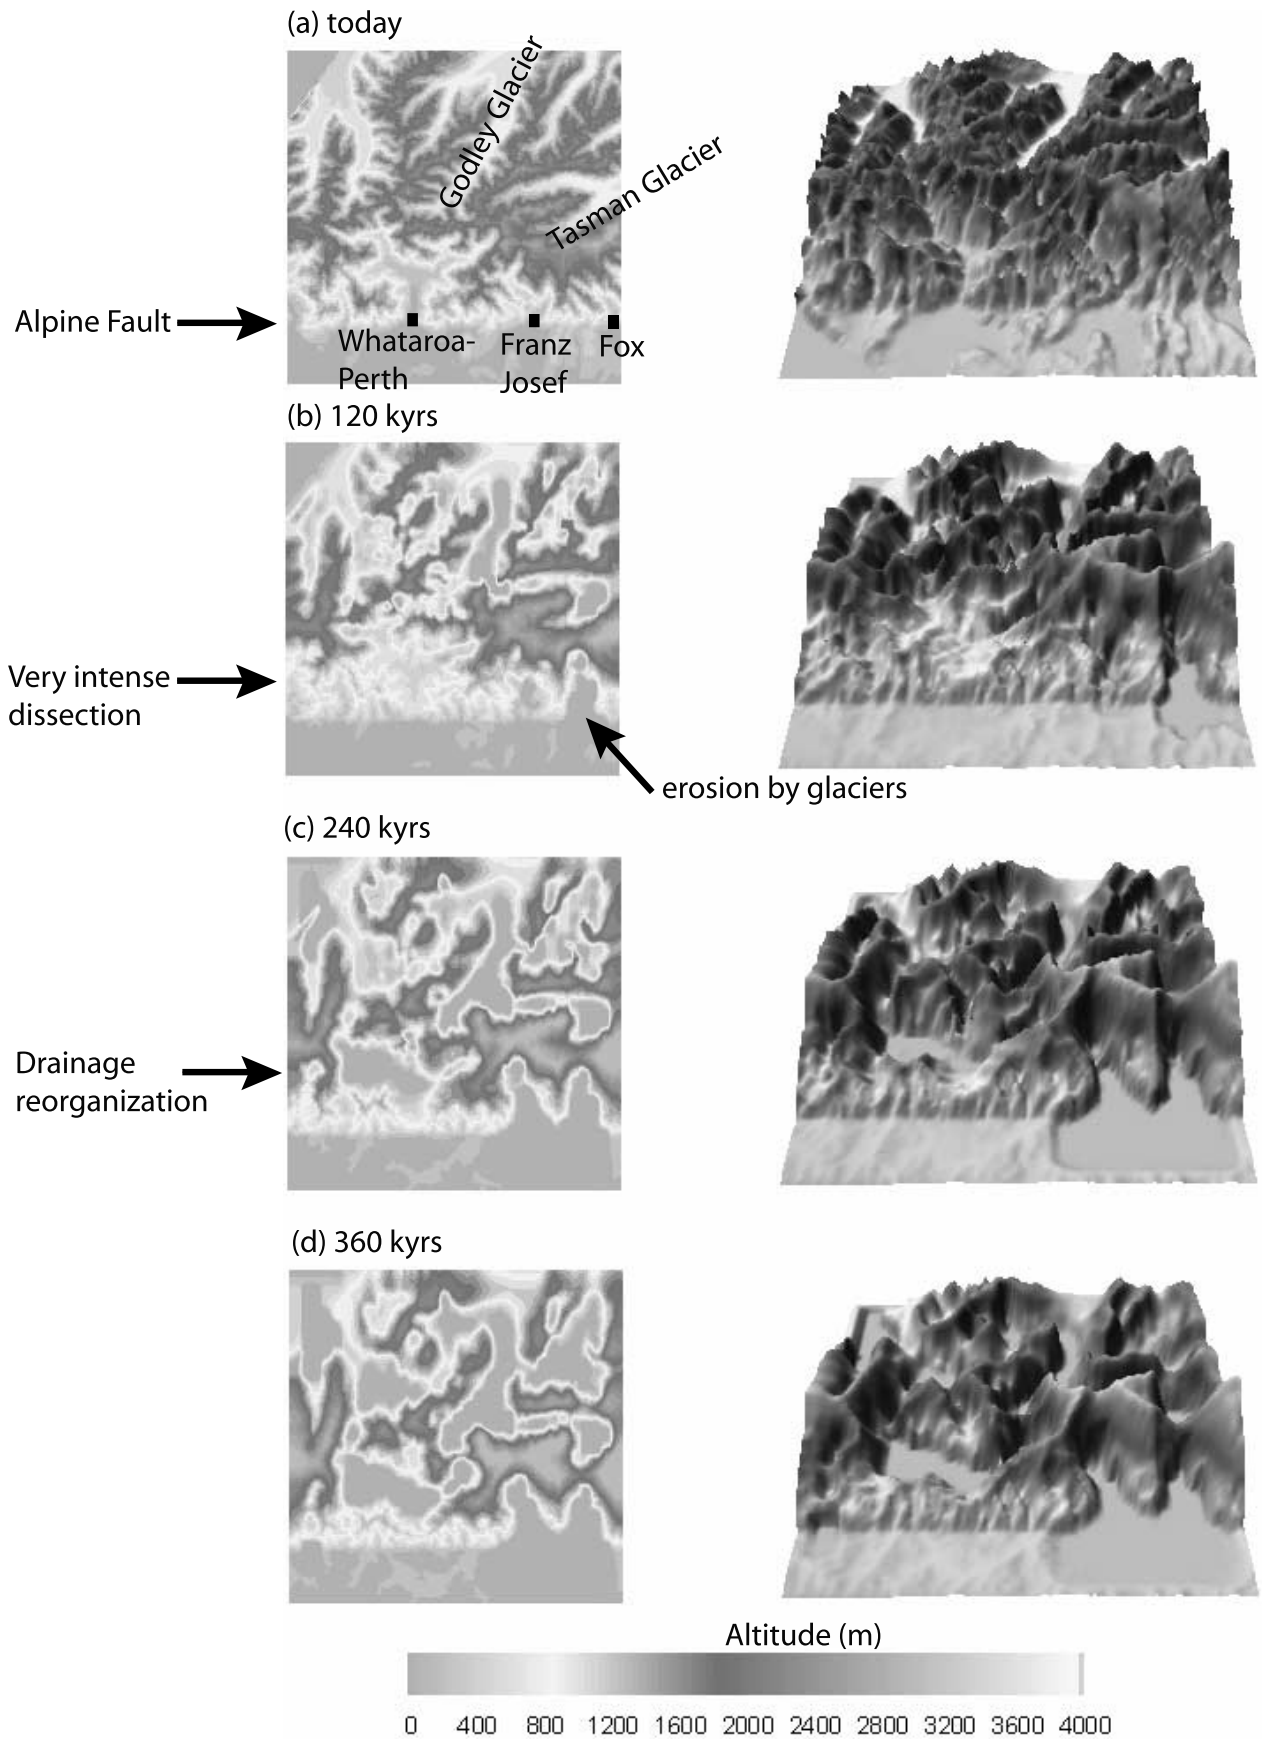 (a) today
Godley Glacier
Tasman Glacier
Alpine Fault
Whataroa-
Perth
Franz
Josef
Fox
(b) 120 kyrs
Very intense
dissection
erosion by glaciers
(c) 240 kyrs
Drainage
reorganization
(d) 360 kyrs
Altitude (m)
0 400 800 1200 1600 2000 2400 2800 3200 3600 4000